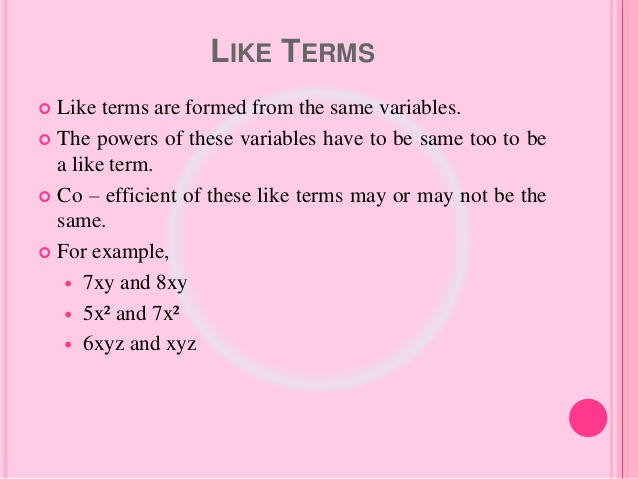 LIKE TERMS
Like terms are formed from the same variables.
The powers of these variables have to be same too to be
a like term.
Co – efficient of these like terms may or may not be the
same.
For example,
7xy and 8xy
5x² and 7x²
6xyz and xyz